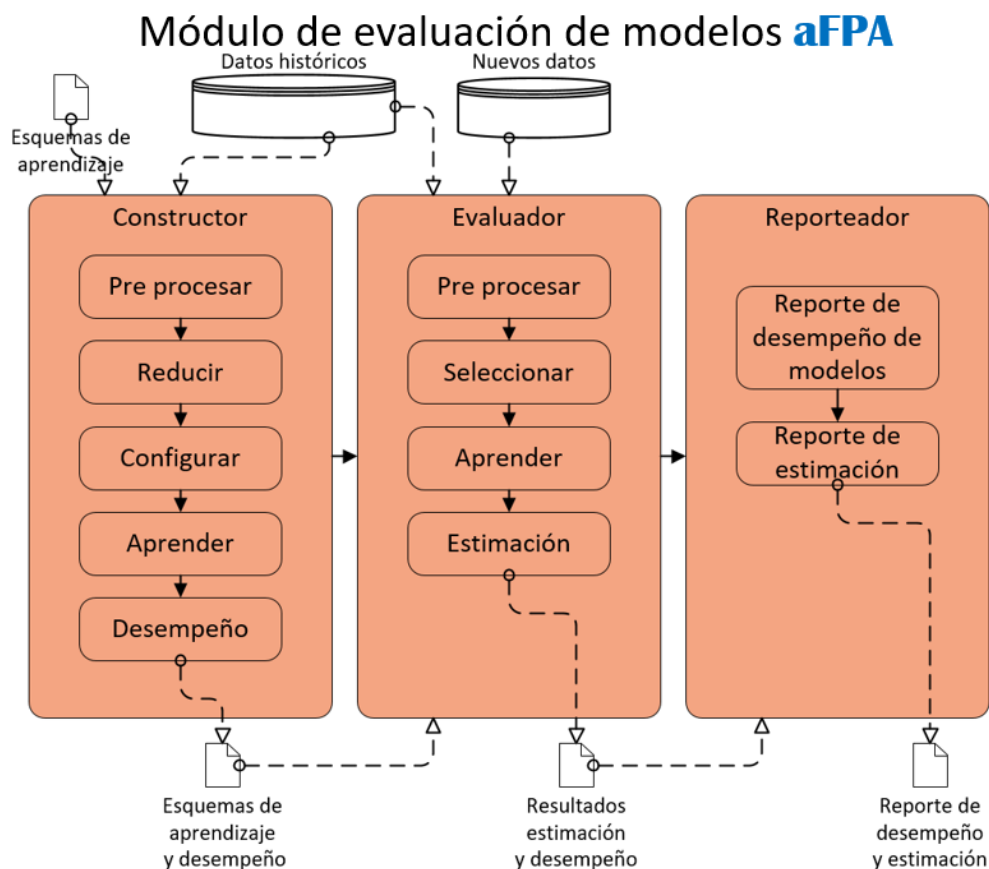 Módulo de evaluación de modelos aFPA
Datos históricos
Nuevos datos
Esquemas de
aprendizaje
Constructor
Pre procesar
Reducir
Configurar
Aprender
Desempeño
Evaluador
Pre procesar
Seleccionar
Aprender
Estimación
Reporteador
Reporte de
desempeño de
modelos
Reporte de
estimación
Esquemas de
aprendizaje
y desempeño
Resultados
estimación
y desempeño
Reporte de
desempeño
y estimación